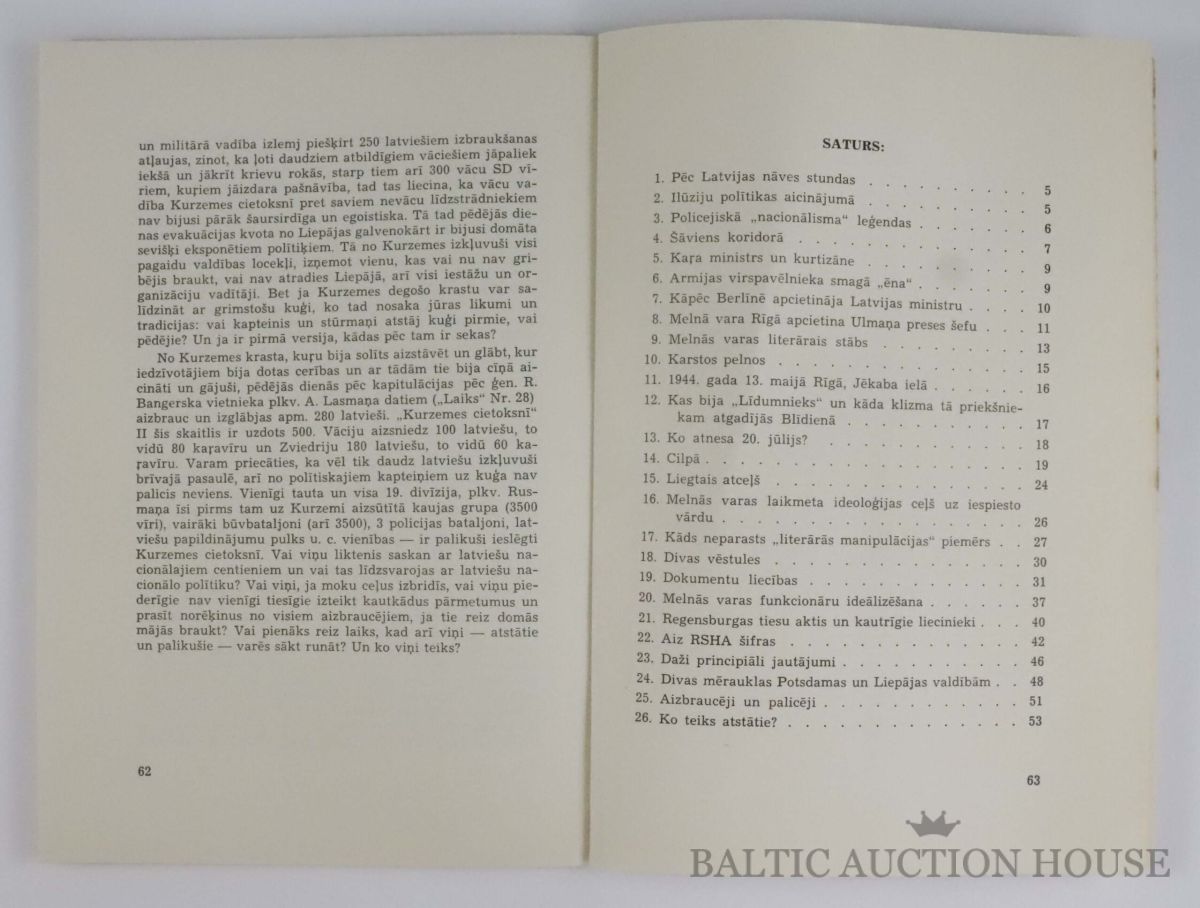 un militārā vadība izlemj piešķirt 250 latviešiem izbraukšanas
atļaujas, zinot, ka ļoti daudziem atbildīgiem vāciešiem jāpaliek
iekšā un jākrīt krievu rokās, starp tiem arī 300 vācu SD vī-
riem, kuŗiem jāizdara pašnāvība, tad tas liecina, ka vācu va-
dība Kurzemes cietoksnī pret saviem nevācu līdzstrādniekiem
nav bijusi pārāk šaursirdīga un egoistiska. Tā tad pēdējās die-
nas evakuācijas kvota no Liepājas galvenokārt ir bijusi domāta
sevišķi eksponētiem polītiķiem. Tā no Kurzemes izkļuvuši visi
pagaidu valdības locekļi, izņemot vienu, kas vai nu nav gri-
bējis braukt, vai nav atradies Liepājā, arī visi iestāžu un or-
ganizāciju vadītāji. Bet ja Kurzemes degošo krastu var sa-
līdzināt ar grimstošu kuģi, ko tad nosaka jūras likumi un
tradicijas: vai kapteinis un stūrmaņi atstāj kuģi pirmie, vai
pēdējie? Un ja ir pirmā versija, kādas pēc tam ir sekas?
No Kurzemes krasta, kuŗu bija solīts aizstāvēt un glābt, kur
iedzīvotājiem bija dotas cerības un ar tādām tie bija cīņā ai-
cināti un gājuši, pēdējās dienās pēc kapitulācijas pēc ģen. R.
Bangerska vietnieka plkv. A. Lasmaņa datiem („Laiks“ Nr. 28)
aizbrauc un izglābjas apm. 280 latvieši. „Kurzemes cietoksnī“
II šis skaitlis ir uzdots 500. Vāciju aizsniedz 100 latviešu, to
vidū 80 kaŗavīru un Zviedriju 180 latviešu, to vidū 60 ka-
ŗavīru. Varam priecāties, ka vēl tik daudz latviešu izkļuvuši
brīvajā pasaulē, arī no polītiskajiem kapteiņiem uz kuģa nav
palicis neviens. Vienīgi tauta un visa 19. divīzija, plkv. Rus-
maņa īsi pirms tam uz Kurzemi aizsūtītā kaujas grupa (3500
vīri), vairāki būvbataljoni (arī 3500), 3 policijas bataljoni, lat-
viešu papildinājumu pulks u. c. vienības — ir palikuši ieslēgti
Kurzemes cietoksnī. Vai viņu liktenis saskan ar latviešu na-
cionālajiem centieniem un vai tas līdzsvarojas ar latviešu na-
cionālo polītiku? Vai viņi, ja moku ceļus izbridīs, vai viņu pie-
derīgie nav vienīgi tiesīgie izteikt kautkādus pārmetumus un
prasīt norēķinus no visiem aizbraucējiem, ja tie reiz domās
mājās braukt? Vai pienāks reiz laiks, kad arī viņi — atstātie
un palikušie — varēs sākt runāt? Un ko viņi teiks?
62
SATURS:
1. Pēc Latvijas nāves stundas . . . . . . . . . . 5
2. Ilūziju polītikas aicinājumā . . . . . . . . . . 5
3. Policejiskā „nacionālisma“ leģendas . . . . . . . 6
4. Šāviens koridorā . . . . . . . . . . . . . 7
5. Kaŗa ministrs un kurtizāne . . . . . . . . . . 9
6. Armijas virspavēlnieka smagā „ēna“ . . . . . . . 9
7. Kāpēc Berlīnē apcietināja Latvijas ministru . . . . 10
8. Melnā vara Rīgā apcietina Ulmaņa preses šefu . . . 11
9. Melnās varas literārais stābs . . . . . . . . . 13
10. Karstos pelnos . . . . . . . . . . . . . . 15
11. 1944. gada 13. maijā Rīgā, Jēkaba ielā . . . . . . 16
12. Kas bija „Līdumnieks“ un kāda klizma tā priekšnie-
kam atgadījās Blīdienā . . . . . . . . . . 17
13. Ko atnesa 20. jūlijs? . . . . . . . . . . . 18
14. Cilpā . . . . . . . . . . . . . . . . . 19
15. Liegtais atceļš . . . . . . . . . . . . . . 24
16. Melnās varas laikmeta ideoloģijas ceļš uz iespiesto
vārdu . . . . . . . . . . . . . . . . 26
17. Kāds neparasts „literārās manipulācijas“ piemērs . . 27
18. Divas vēstules . . . . . . . . . . . . . . 30
19. Dokumentu liecības . . . . . . . . . . . . 31
20. Melnās varas funkcionāru ideālizēšana . . . . . . 37
21. Regensburgas tiesu aktis un kautrīgie liecinieki . . . 40
22. Aiz RSHA šifras . . . . . . . . . . . . . 42
23. Daži principiāli jautājumi . . . . . . . . . . 46
24. Divas mērauklas Potsdamas un Liepājas valdībām . . 48
25. Aizbraucēji un palicēji . . . . . . . . . . . 51
26. Ko teiks atstātie? . . . . . . . . . . . . . 53
63
BALTIC AUCTION HOUSE